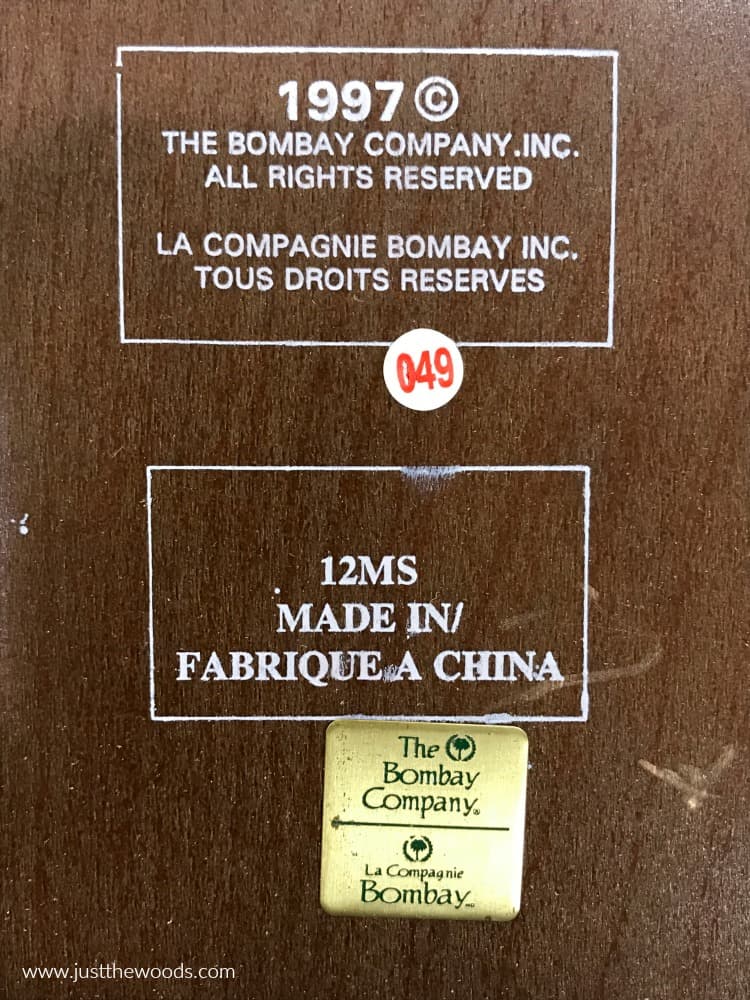 1997 ©
THE BOMBAY COMPANY.INC.
ALL RIGHTS RESERVED
LA COMPAGNIE BOMBAY INC.
TOUS DROITS RESERVES
049
12MS
MADE IN/
FABRIQUE A CHINA
The
Bombay
Company®
La Compagnie
Bombay
www.justthewoods.com